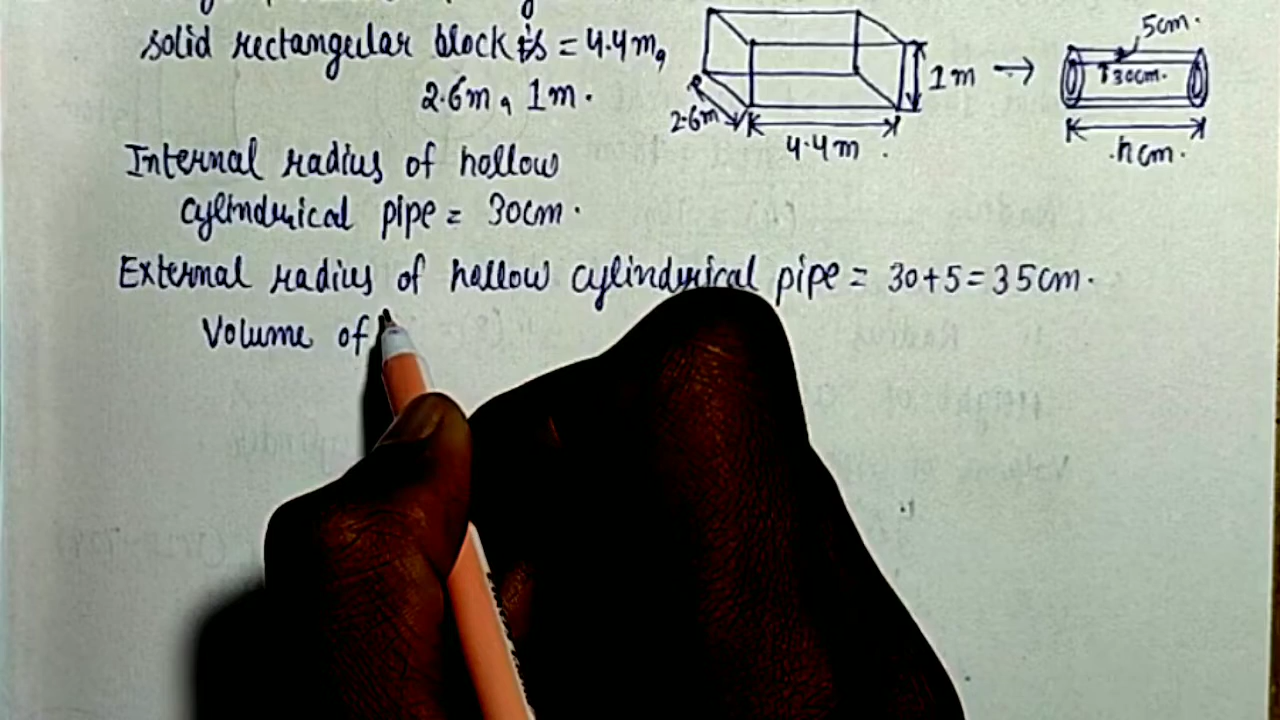 solid rectangular block is = 4.4m,
2.6m, 1m.
Internal radius of hollow
cylindrical pipe = 30cm.
External radius of hollow cylindrical pipe = 30+5=35cm.
Volume of
2.6m
4.4m
1m
5cm.
30cm.
hcm.